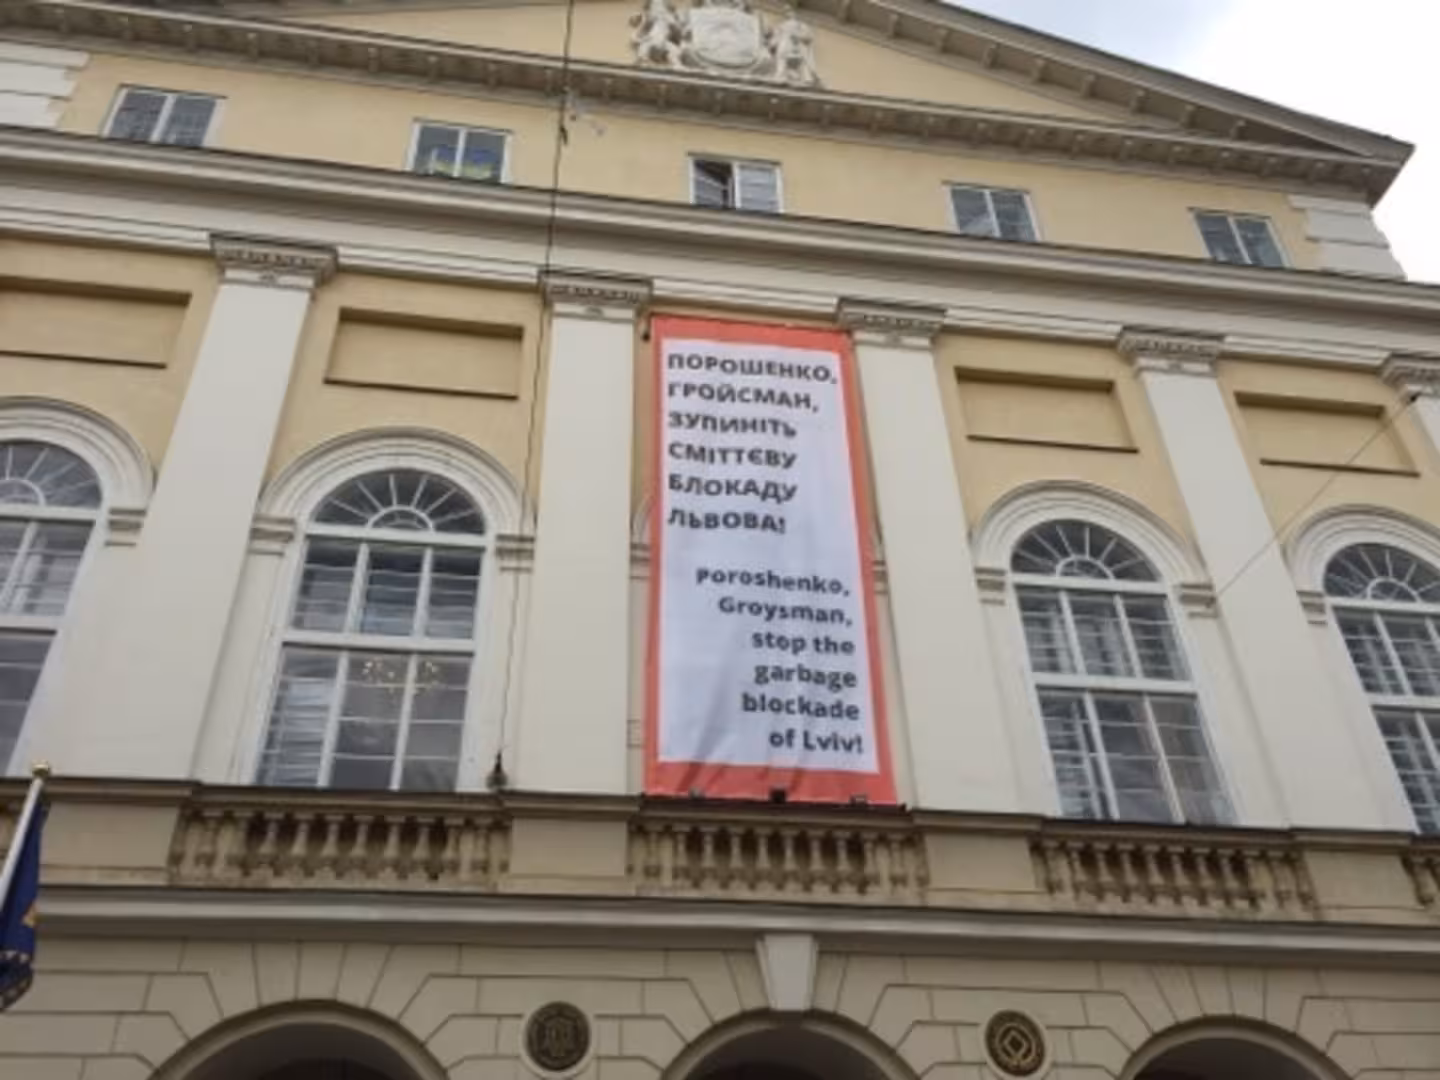 ПОРОШЕНКО,
ГРОЙСМАН,
ЗУПИНІТЬ
СМІТТЄВУ
БЛОКАДУ
ЛЬВОВА!
Poroshenko,
Groysman,
stop the
garbage
blockade
of Lviv!